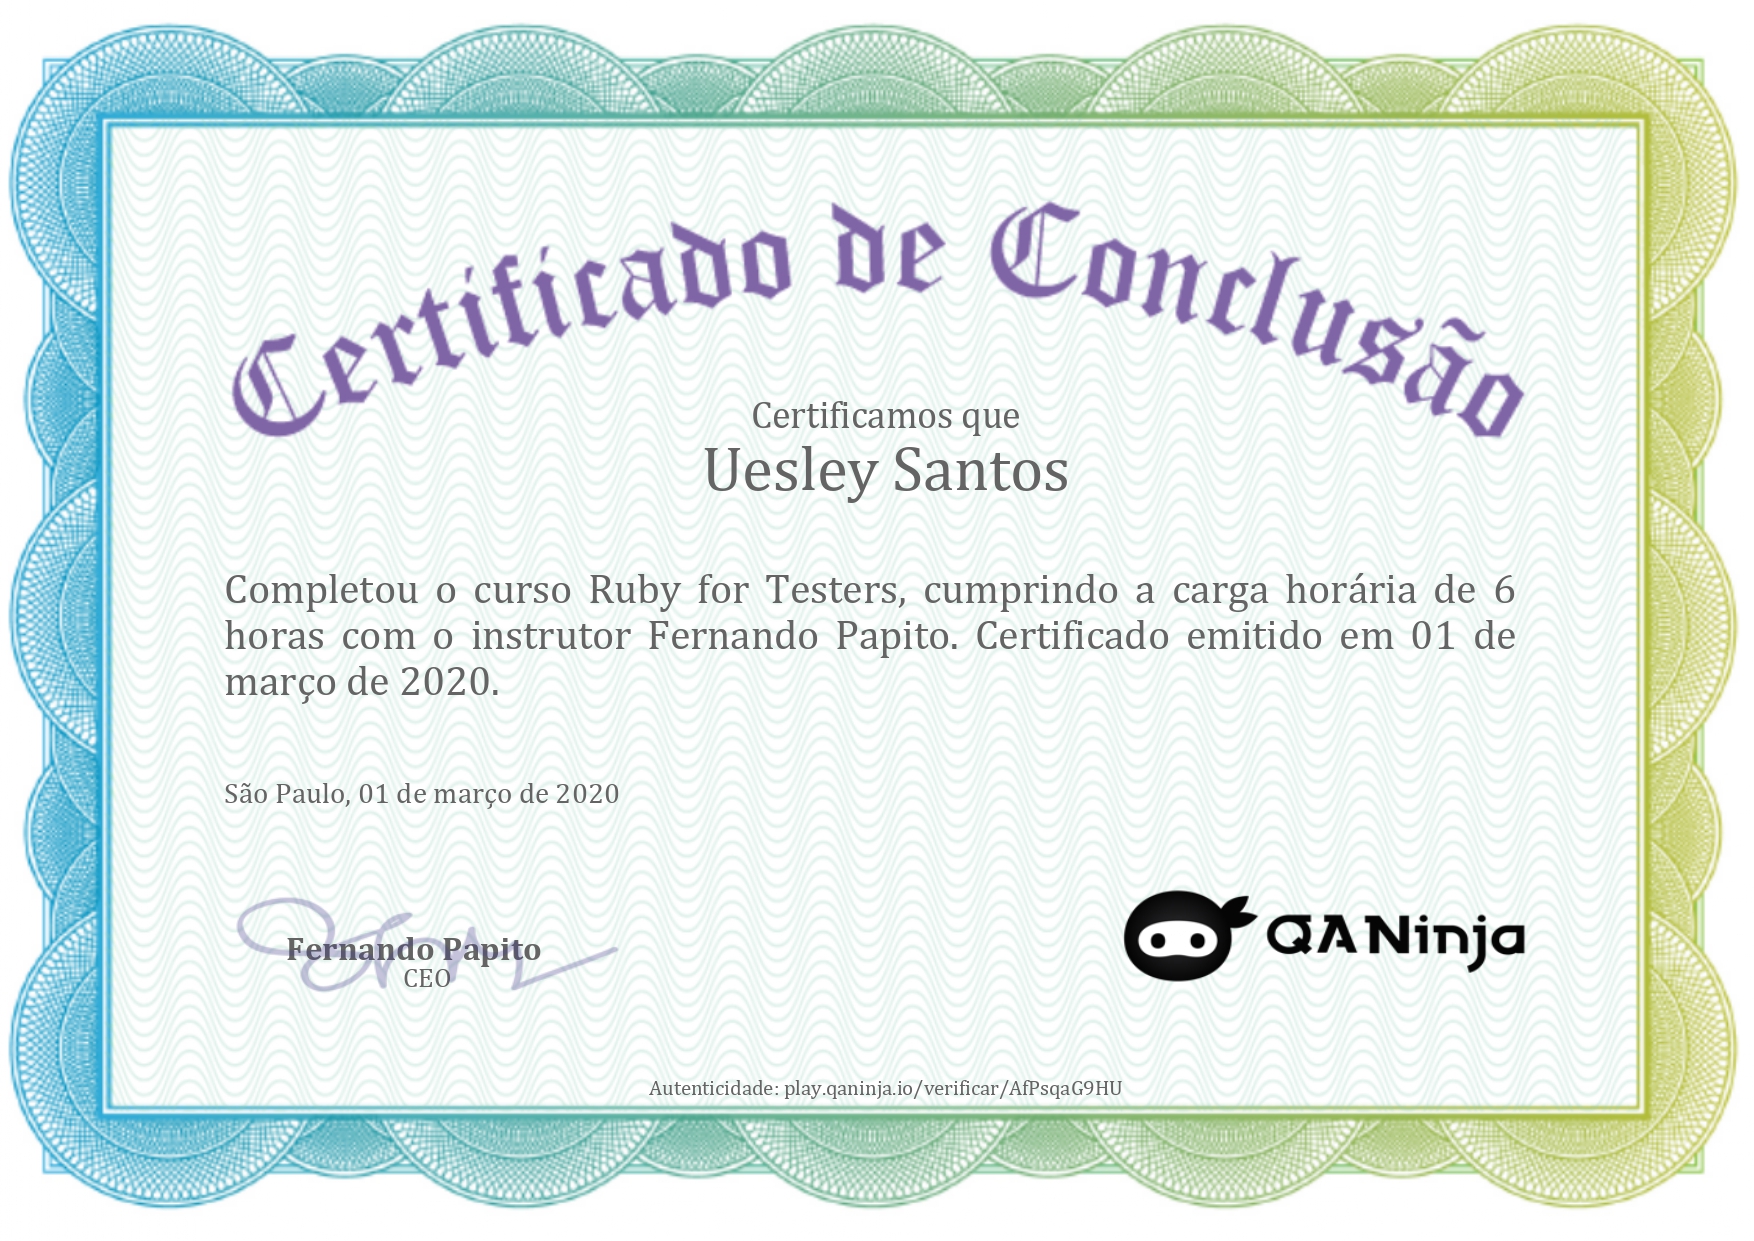 Certificado de Conclusão
Certificamos que
Uesley Santos
Completou o curso Ruby for Testers, cumprindo a carga horária de 6
horas com o instrutor Fernando Papito. Certificado emitido em 01 de
março de 2020.
São Paulo, 01 de março de 2020
Fernando Papito
CEO
QANinja
Autenticidade: play.qaninja.io/verificar/AfPsqaG9HU